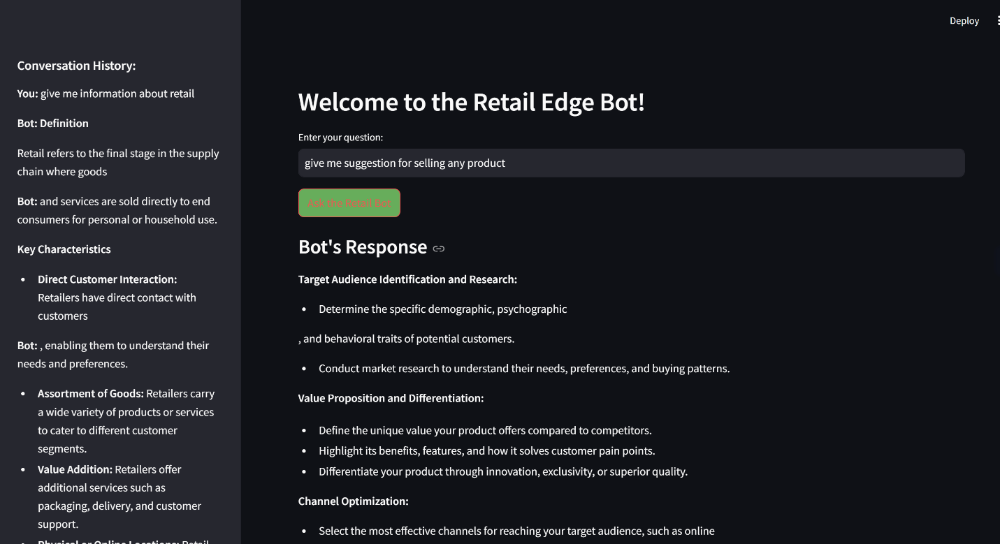 Deploy
Conversation History:
You: give me information about retail
Bot: Definition
Retail refers to the final stage in the supply
chain where goods
Bot: and services are sold directly to end
consumers for personal or household use.
Key Characteristics
• Direct Customer Interaction:
Retailers have direct contact with
customers
Bot: , enabling them to understand their
needs and preferences.
• Assortment of Goods: Retailers carry
a wide variety of products or services
to cater to different customer
segments.
• Value Addition: Retailers offer
additional services such as
packaging, delivery, and customer
support.
• Physical or Online Locations: Retail
Welcome to the Retail Edge Bot!
Enter your question:
give me suggestion for selling any product
Ask the Retail Bot
Bot's Response
Target Audience Identification and Research:
• Determine the specific demographic, psychographic
, and behavioral traits of potential customers.
• Conduct market research to understand their needs, preferences, and buying patterns.
Value Proposition and Differentiation:
• Define the unique value your product offers compared to competitors.
• Highlight its benefits, features, and how it solves customer pain points.
• Differentiate your product through innovation, exclusivity, or superior quality.
Channel Optimization:
• Select the most effective channels for reaching your target audience, such as online